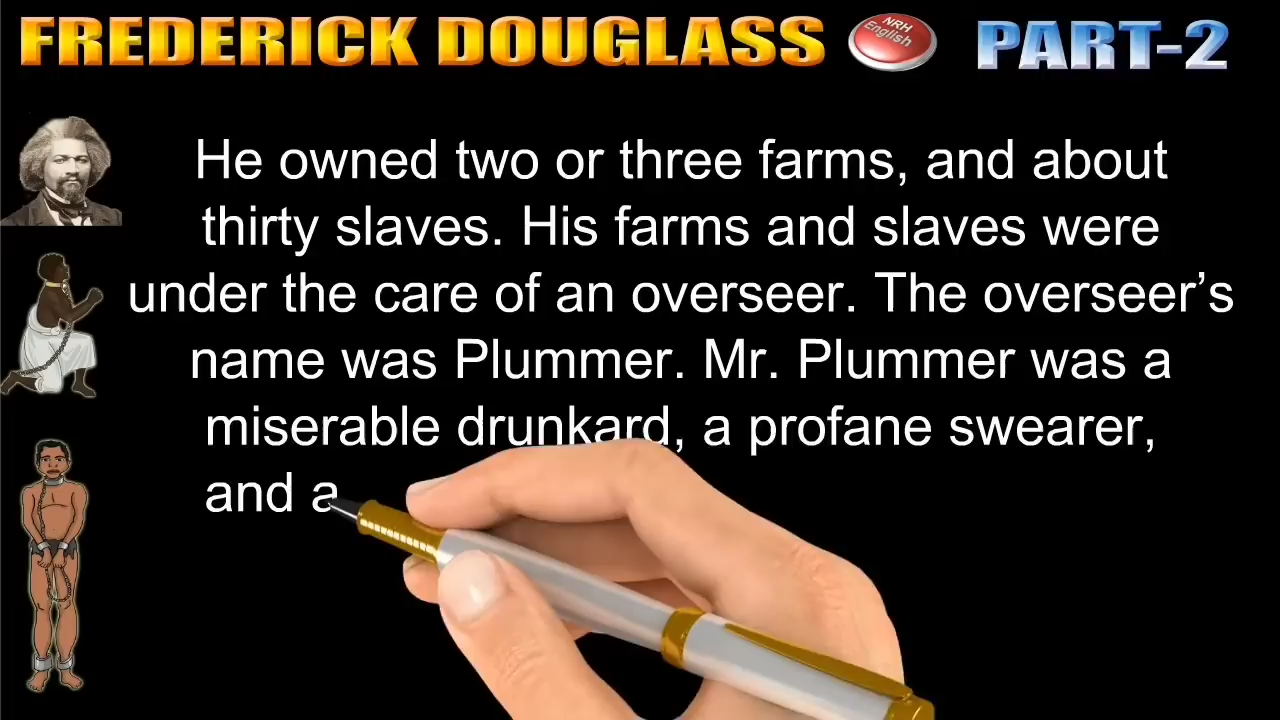 FREDERICK DOUGLASS
NRH
English
PART-2
He owned two or three farms, and about
thirty slaves. His farms and slaves were
under the care of an overseer. The overseer’s
name was Plummer. Mr. Plummer was a
miserable drunkard, a profane swearer,
and a